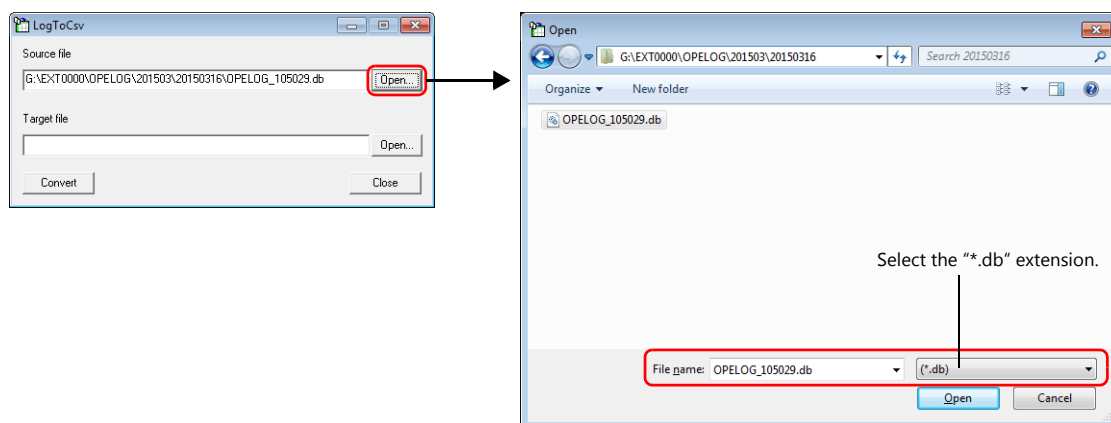 LogToCsv
Source file
G:\EXT0000\OPELOG\201503\20150316\OPELOG_105029.db
Open...
Target file
Open...
Convert
Close
Open
G:\EXT0000\OPELOG\201503\20150316
Search 20150316
Organize
New folder
OPELOG_105029.db
Select the "*.db" extension.
File name: OPELOG_105029.db (*.db)
Open Cancel